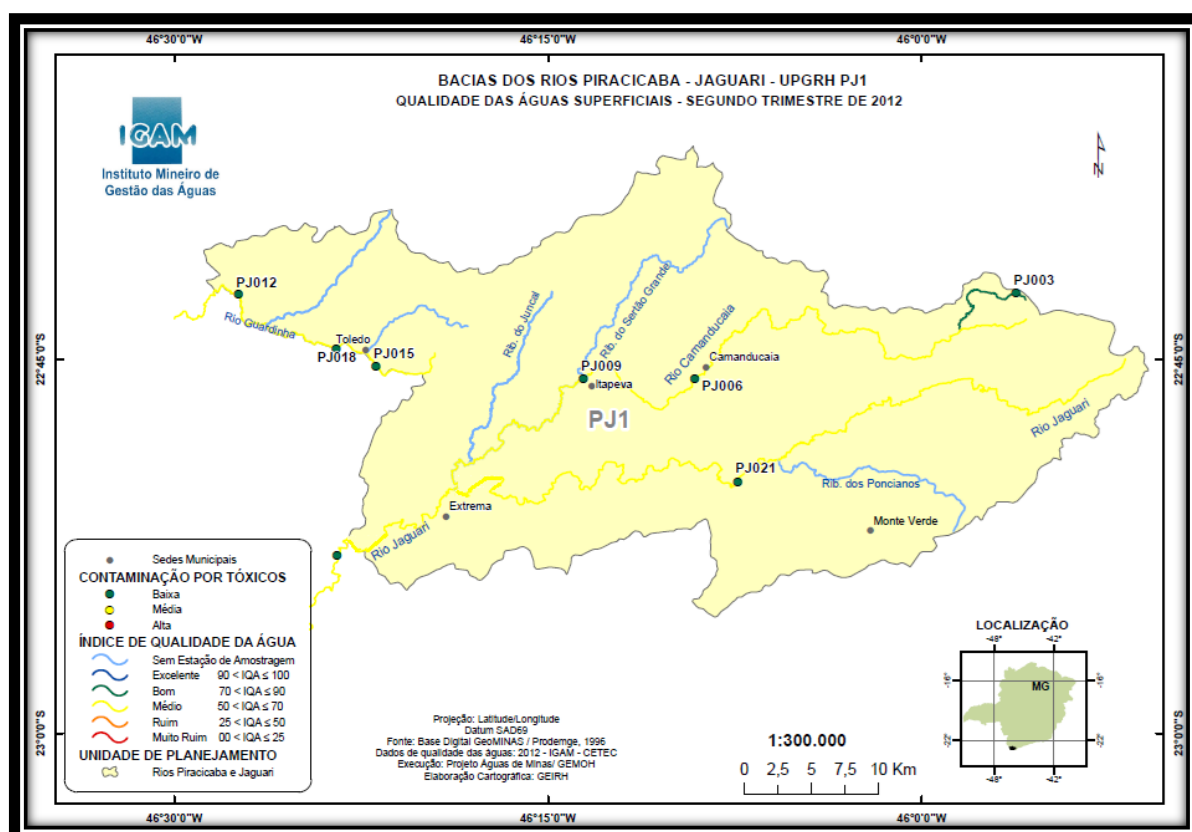 46°30'0"W
46°15'0"W
46°0'0"W
BACIAS DOS RIOS PIRACICABA - JAGUARI - UPGRH PJ1
QUALIDADE DAS ÁGUAS SUPERFICIAIS - SEGUNDO TRIMESTRE DE 2012
IGAM
Instituto Mineiro de
Gestão das Águas
N
PJ012
PJ003
Rio Guardinha
Rib. do Juncal
Rib. do Sertão Grande
Rio Camanducaia
Toledo
PJ018
PJ015
PJ009
Itapeva
Camanducaia
PJ006
22°45'0"S
22°45'0"S
PJ1
Rio Jaguari
PJ021
Rib. dos Poncianos
Extrema
Monte Verde
Rio Jaguari
Sedes Municipais
CONTAMINAÇÃO POR TÓXICOS
Baixa
Média
Alta
ÍNDICE DE QUALIDADE DA ÁGUA
Sem Estação de Amostragem
Excelente 90 < IQA ≤ 100
Bom 70 < IQA ≤ 90
Médio 50 < IQA ≤ 70
Ruim 25 < IQA ≤ 50
Muito Ruim 00 < IQA ≤ 25
UNIDADE DE PLANEJAMENTO
Rios Piracicaba e Jaguari
Projeção: Latitude/Longitude
Datum SAD69
Fonte: Base Digital GeoMINAS / Prodemge, 1996
Dados de qualidade das águas: 2012 - IGAM - CETEC
Execução: Projeto Águas de Minas/ GEMOH
Elaboração Cartográfica: GEIRH
1:300.000
0 2,5 5 7,5 10 Km
LOCALIZAÇÃO
-48° -42°
-16° -16°
MG
-22° -22°
-48° -42°
23°0'0"S
23°0'0"S
46°30'0"W
46°15'0"W
46°0'0"W